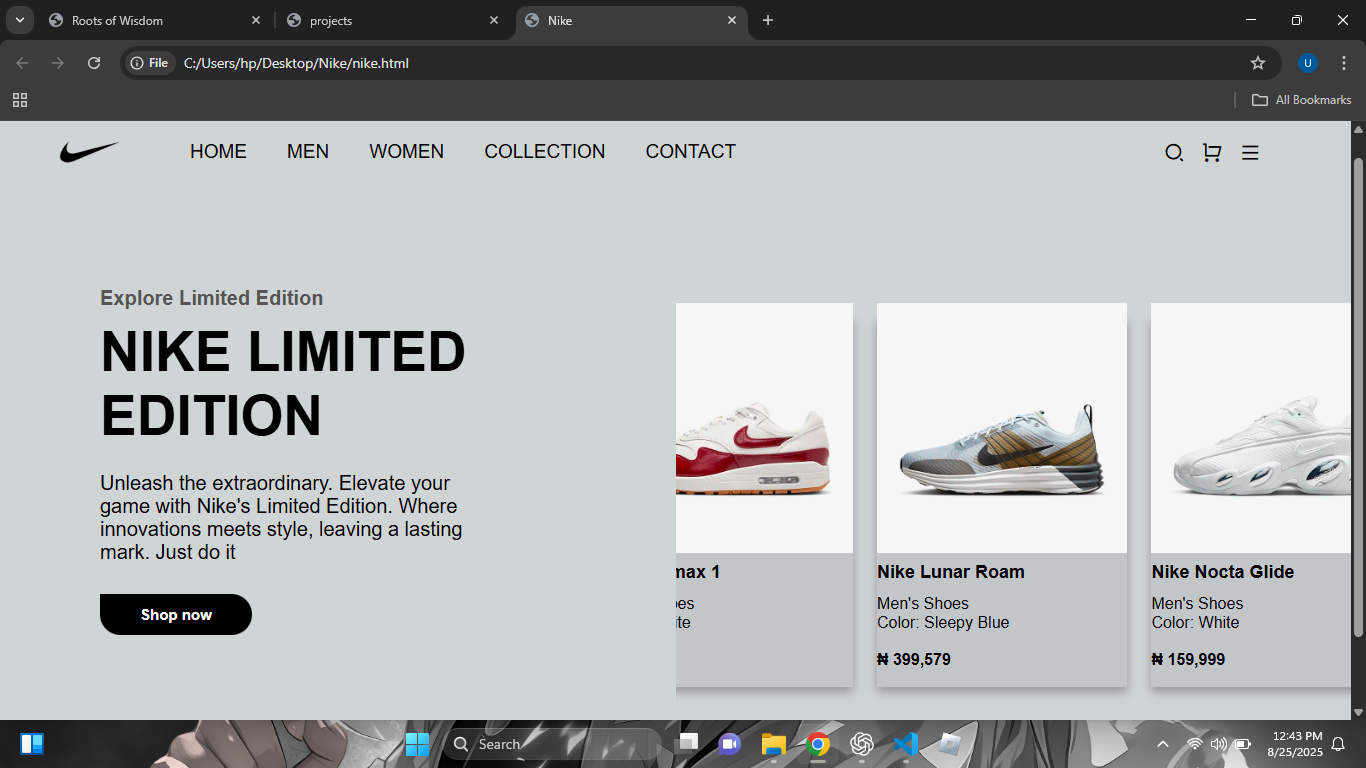 Roots of Wisdom
projects
Nike
File
C:/Users/hp/Desktop/Nike/nike.html
U
All Bookmarks
HOME MEN WOMEN COLLECTION CONTACT
Explore Limited Edition
NIKE LIMITED
EDITION
Unleash the extraordinary. Elevate your
game with Nike's Limited Edition. Where
innovations meets style, leaving a lasting
mark. Just do it
Shop now
max 1
Nike Lunar Roam
Men's Shoes
Color: Sleepy Blue
₦ 399,579
Nike Nocta Glide
Men's Shoes
Color: White
₦ 159,999
Search
12:43 PM
8/25/2025